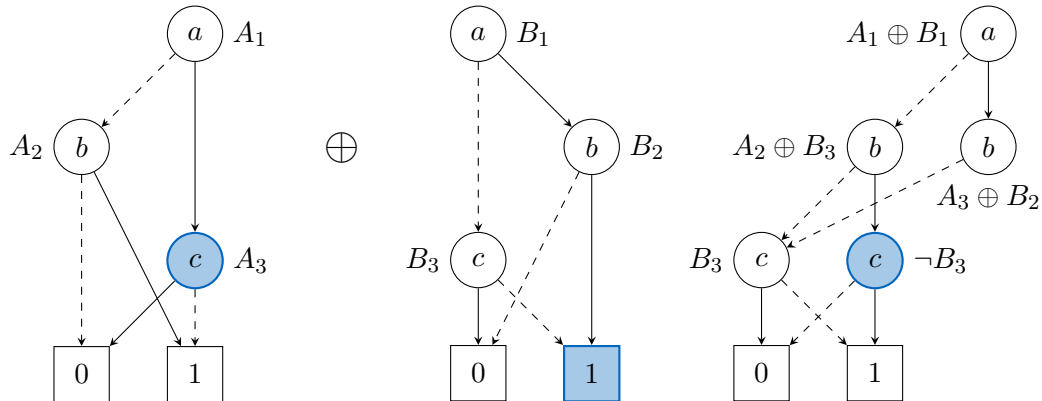 a A₁ a B₁ A₁ ⊕ B₁ a
A₂ b ⊕ b B₂ A₂ ⊕ B₃ b b
A₃ ⊕ B₂
c A₃ B₃ c B₃ c c ¬B₃
0 1 0 1 0 1